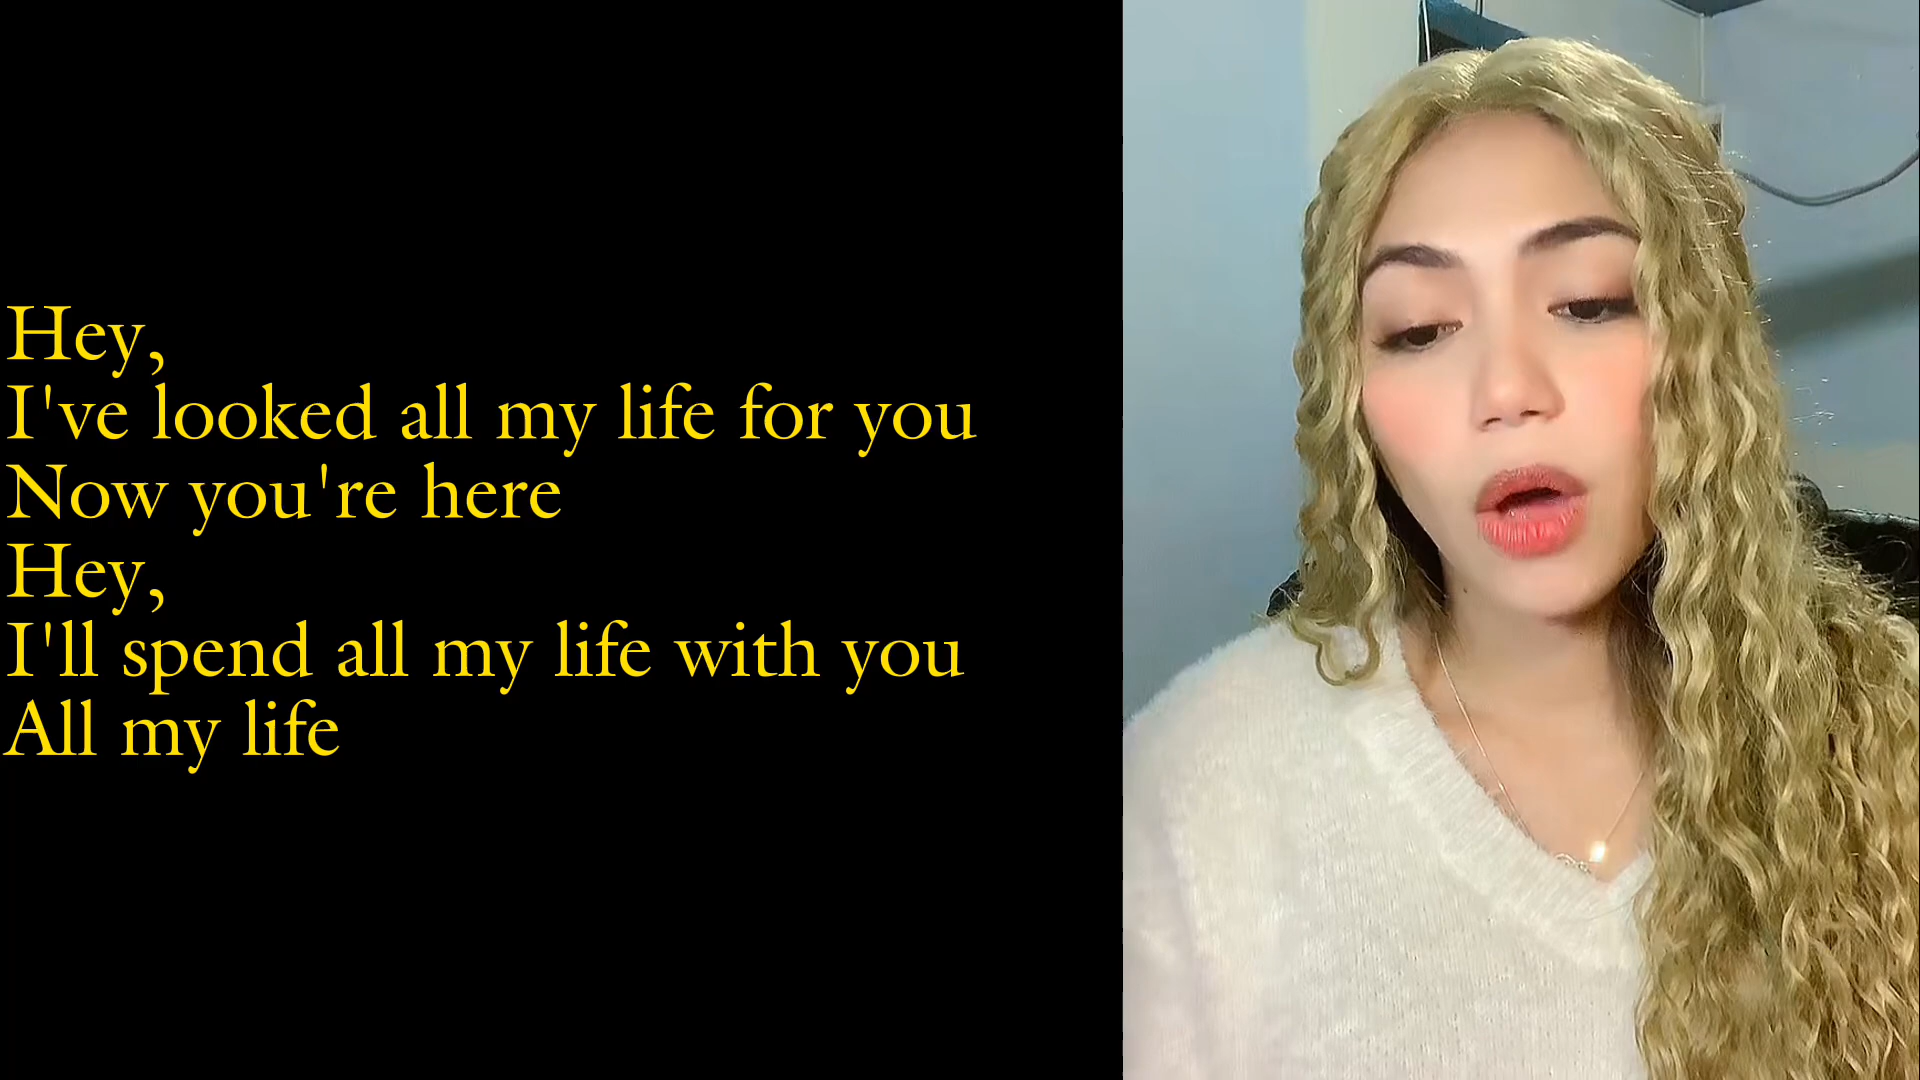 Hey,
I've looked all my life for you
Now you're here
Hey,
I'll spend all my life with you
All my life